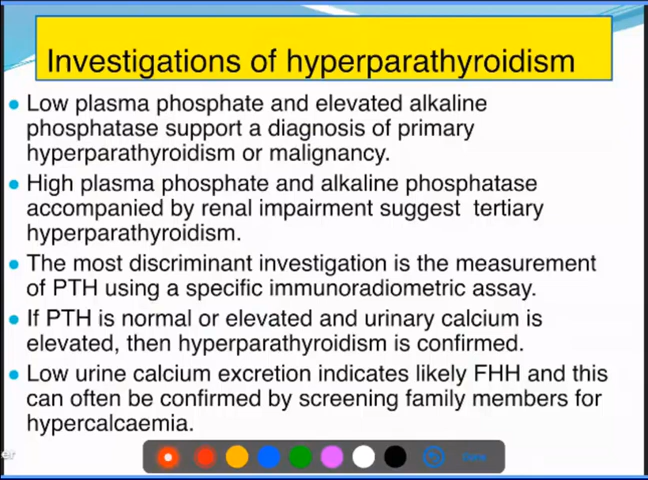 Investigations of hyperparathyroidism
Low plasma phosphate and elevated alkaline
phosphatase support a diagnosis of primary
hyperparathyroidism or malignancy.
High plasma phosphate and alkaline phosphatase
accompanied by renal impairment suggest tertiary
hyperparathyroidism.
The most discriminant investigation is the measurement
of PTH using a specific immunoradiometric assay.
If PTH is normal or elevated and urinary calcium is
elevated, then hyperparathyroidism is confirmed.
Low urine calcium excretion indicates likely FHH and this
can often be confirmed by screening family members for
hypercalcaemia.